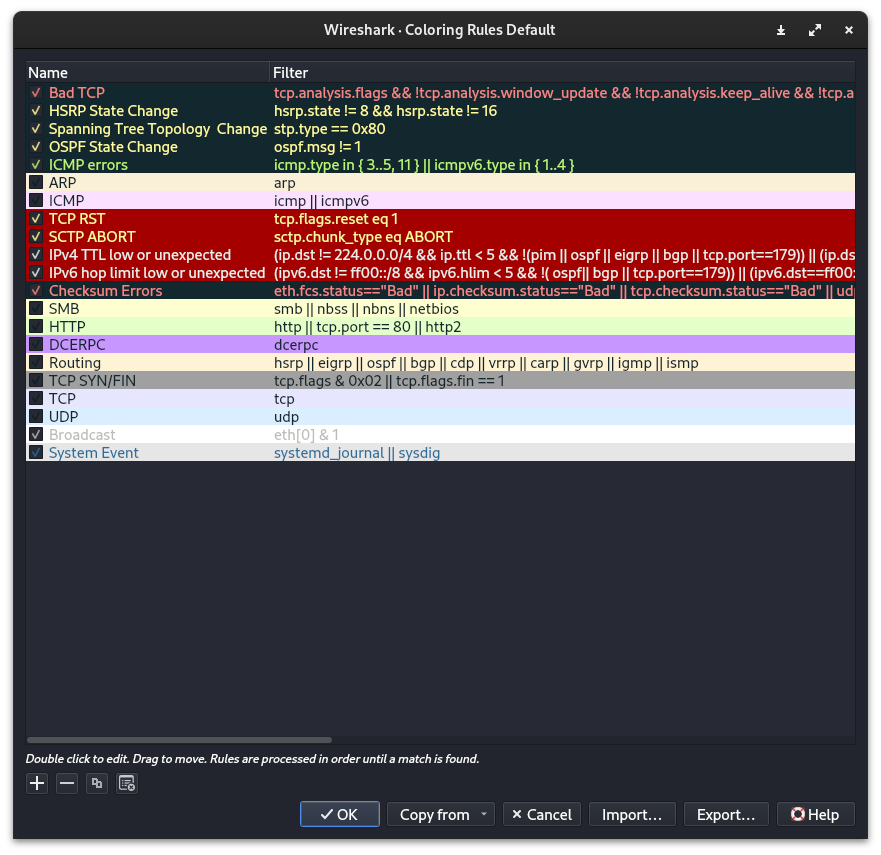 Wireshark · Coloring Rules Default
Name Filter
Bad TCP tcp.analysis.flags && !tcp.analysis.window_update && !tcp.analysis.keep_alive && !tcp.a
HSRP State Change hsrp.state != 8 && hsrp.state != 16
Spanning Tree Topology  Change stp.type == 0x80
OSPF State Change ospf.msg != 1
ICMP errors icmp.type in { 3..5, 11 } || icmpv6.type in { 1..4 }
ARP arp
ICMP icmp || icmpv6
TCP RST tcp.flags.reset eq 1
SCTP ABORT sctp.chunk_type eq ABORT
IPv4 TTL low or unexpected (ip.dst != 224.0.0.0/4 && ip.ttl < 5 && !(pim || ospf || eigrp || bgp || tcp.port==179)) || (ip.ds
IPv6 hop limit low or unexpected (ipv6.dst != ff00::/8 && ipv6.hlim < 5 && !( ospf|| bgp || tcp.port==179)) || (ipv6.dst==ff00:
Checksum Errors eth.fcs.status=="Bad" || ip.checksum.status=="Bad" || tcp.checksum.status=="Bad" || ud
SMB smb || nbss || nbns || netbios
HTTP http || tcp.port == 80 || http2
DCERPC dcerpc
Routing hsrp || eigrp || ospf || bgp || cdp || vrrp || carp || gvrp || igmp || ismp
TCP SYN/FIN tcp.flags & 0x02 || tcp.flags.fin == 1
TCP tcp
UDP udp
Broadcast eth[0] & 1
System Event systemd_journal || sysdig
Double click to edit. Drag to move. Rules are processed in order until a match is found.
OK Copy from Cancel Import... Export... Help